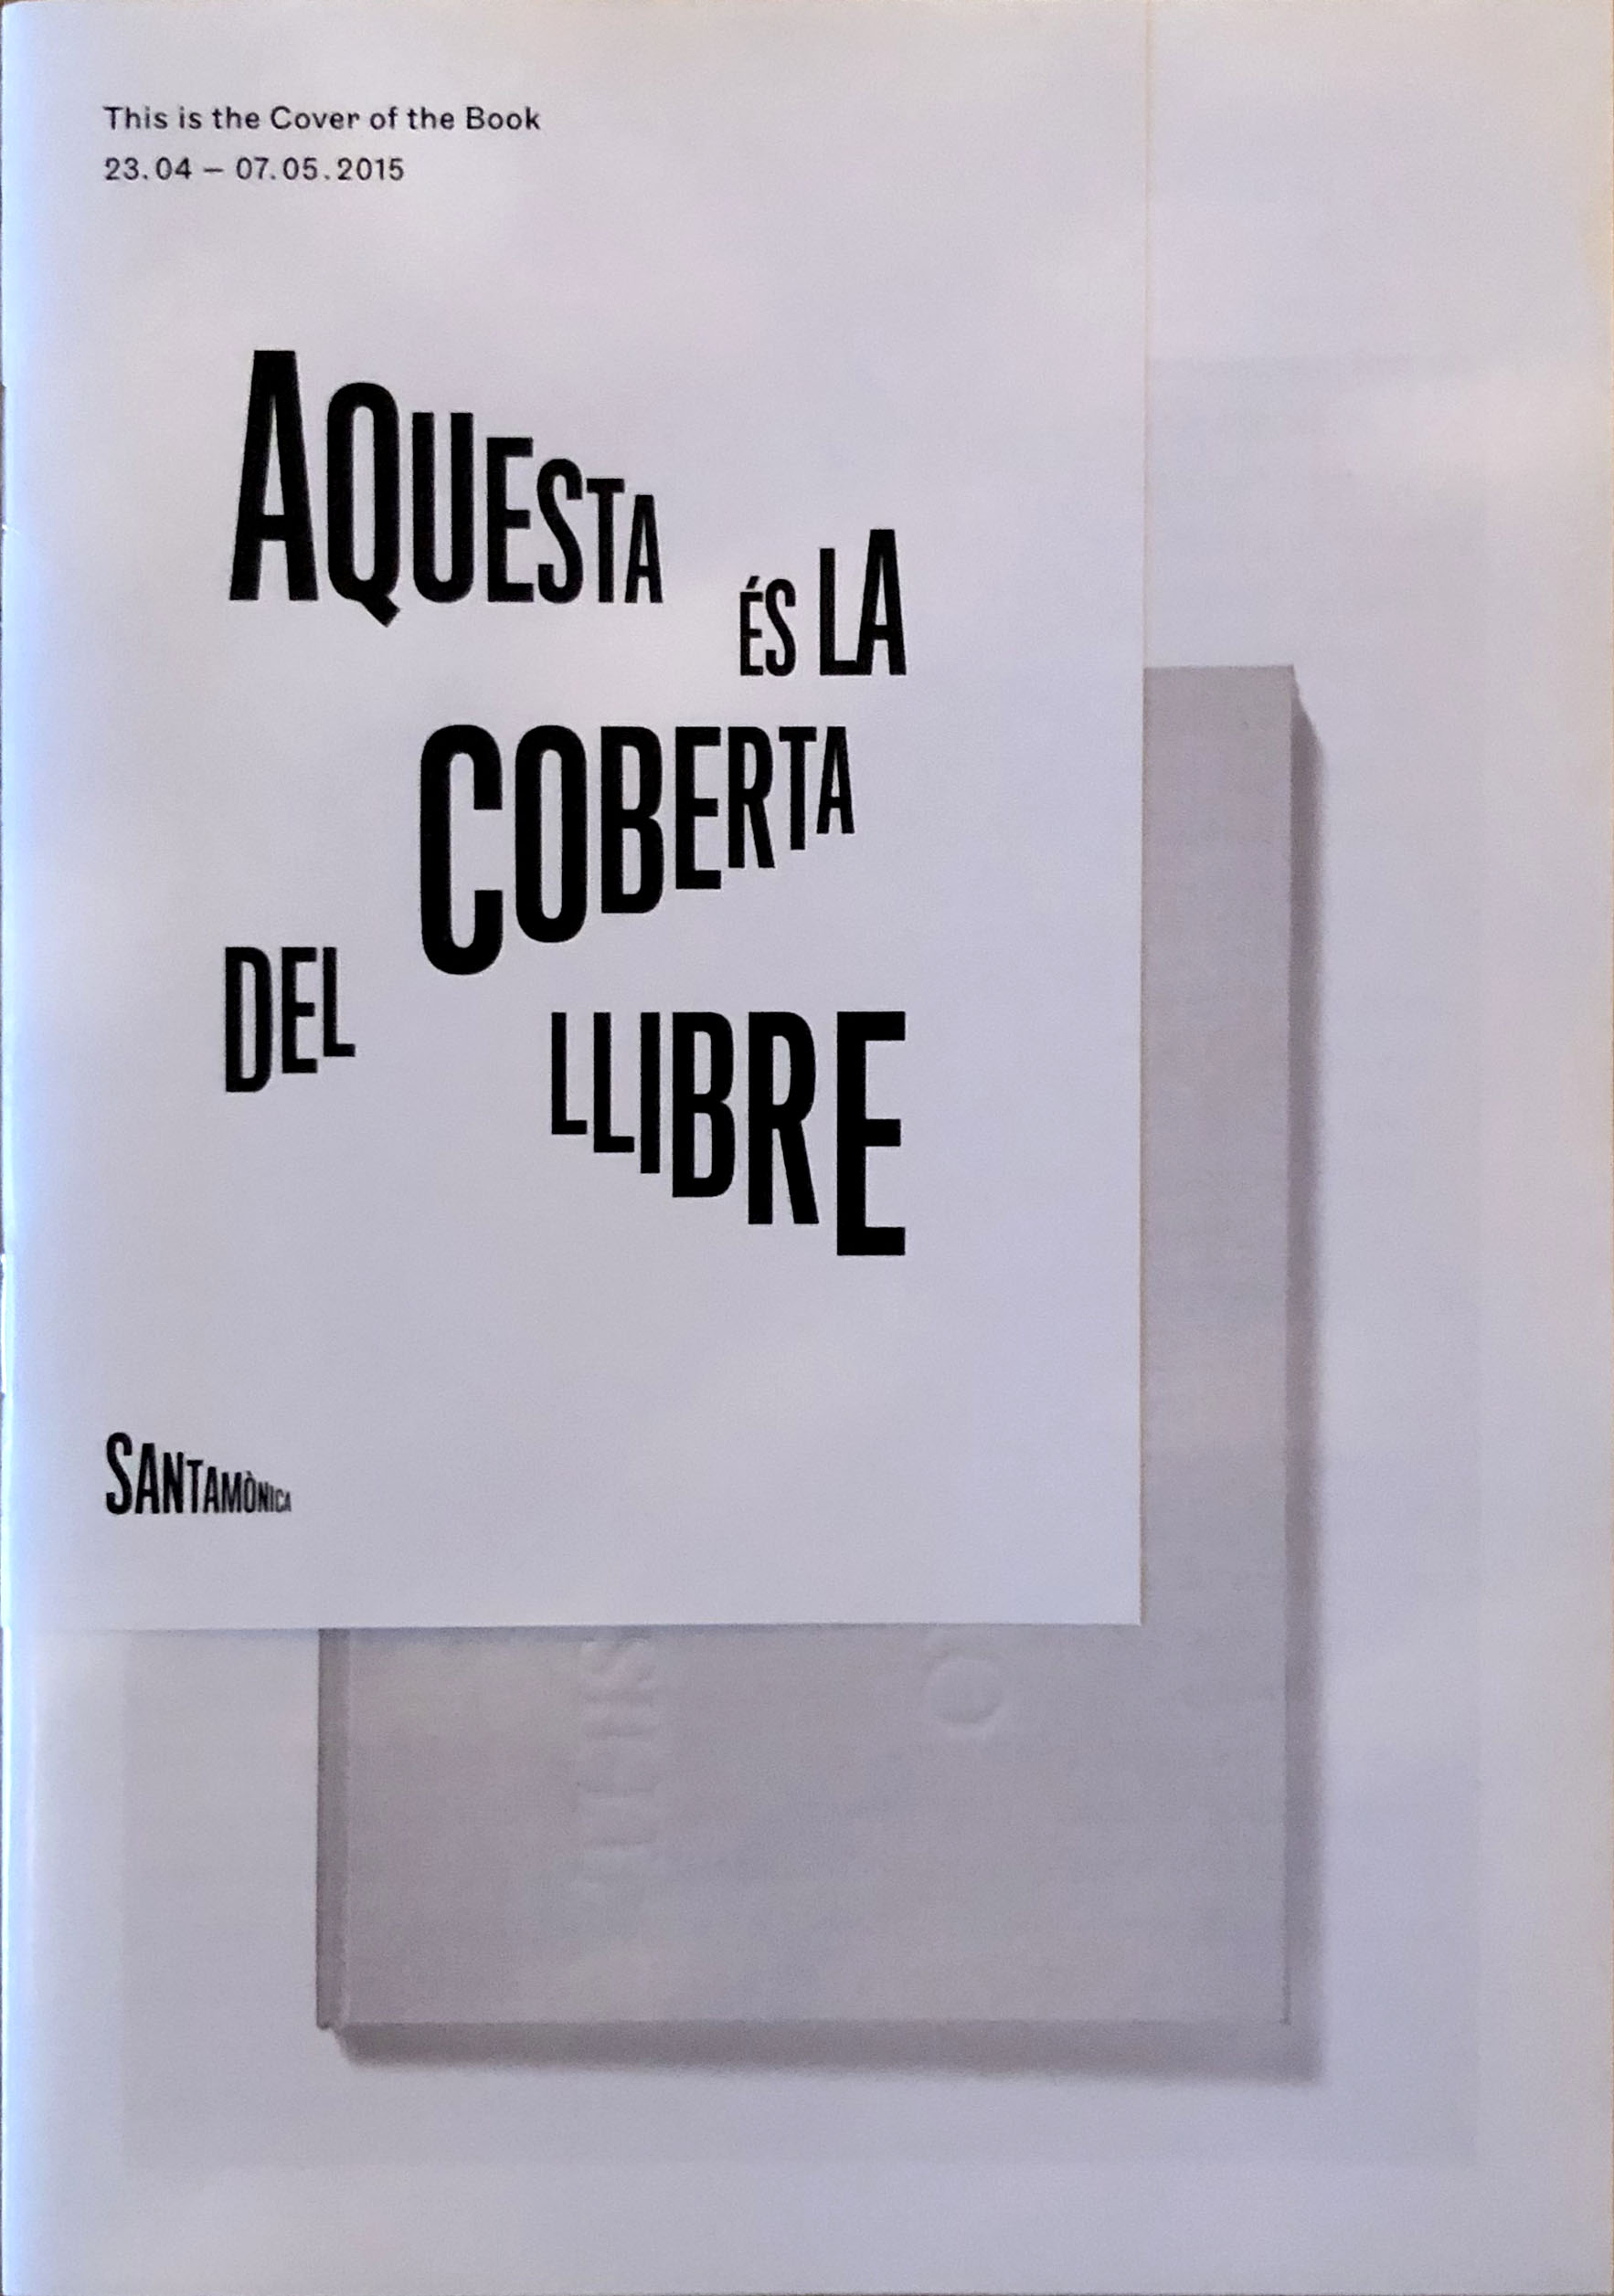 This is the Cover of the Book
23.04 — 07.05.2015
AQUESTA
ÉS LA
COBERTA
DEL
LLIBRE
SANTAMÒNICA